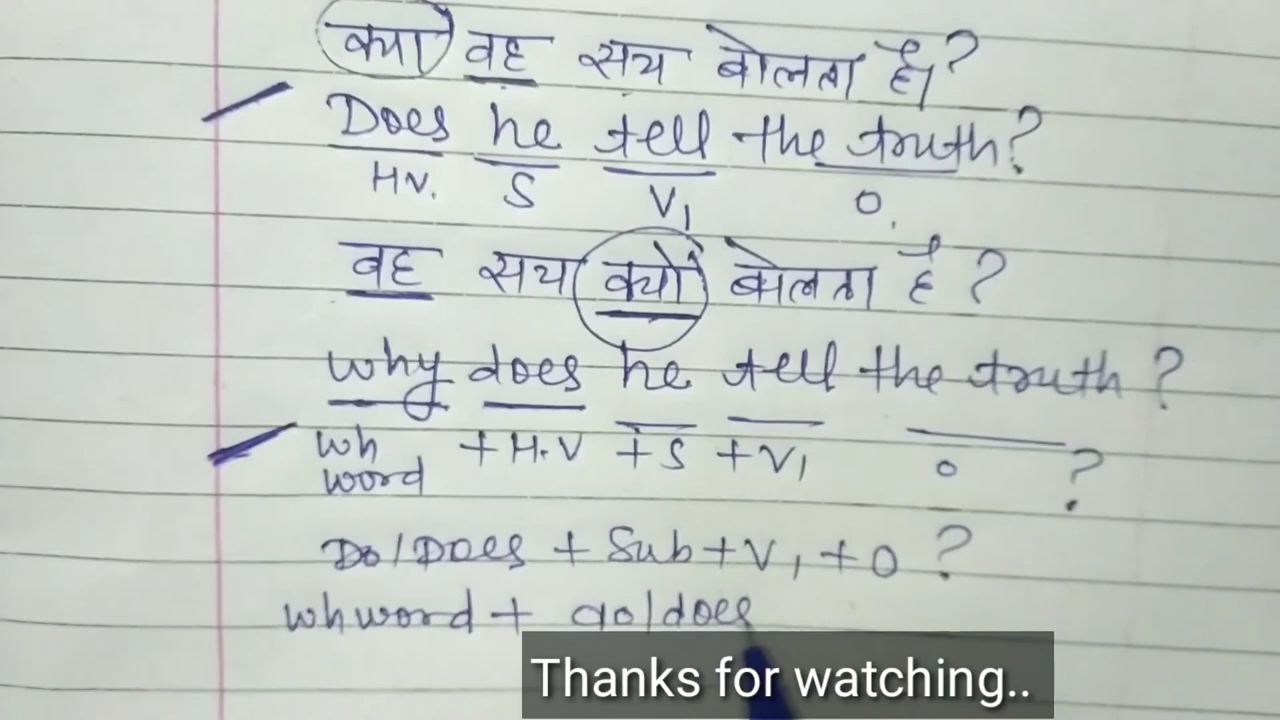 क्या वह सच बोलता है?
Does he tell the truth?
H.V. S V1 O.
वह सच क्यों बोलता है ?
why does he tell the truth ?
wh word + H.V + S + V1 o ?
Do/Does + Sub + V1 + O ?
wh word + do/does
Thanks for watching..